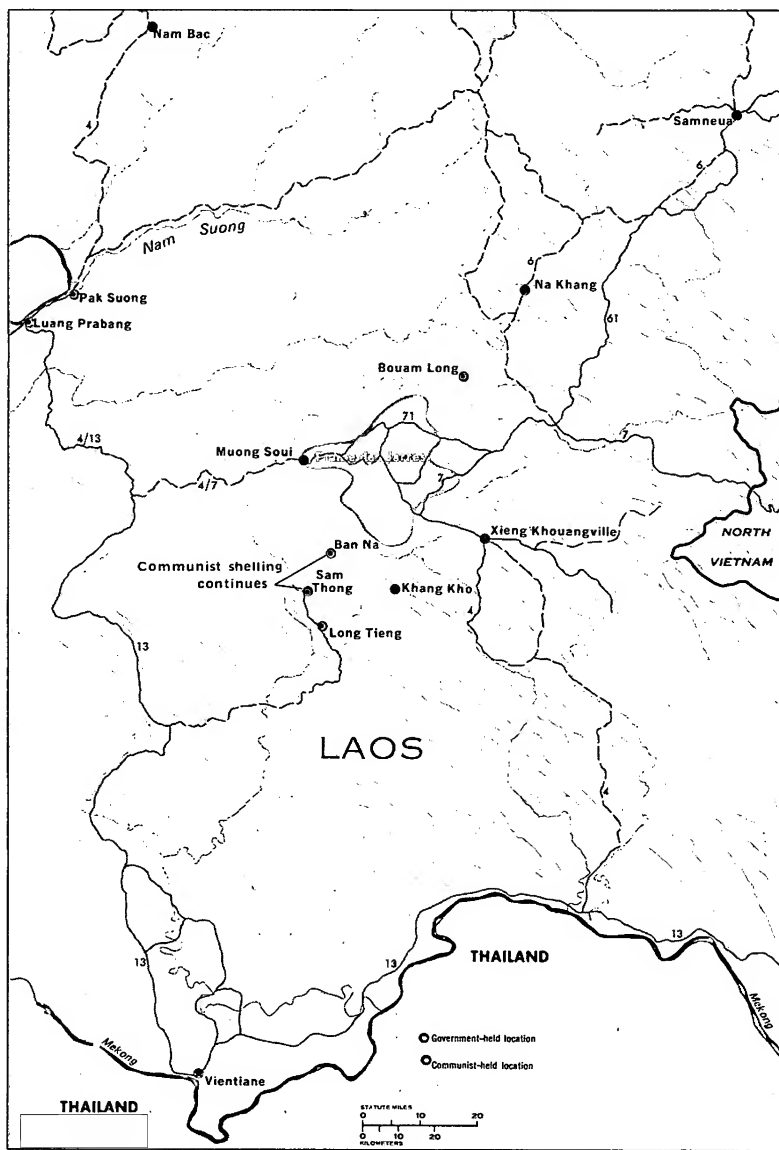 Nam Bac
4
Samneua
6
Nam Suong
6
Na Khang
Pak Suong
Luang Prabang
61
Bouam Long
71
4/13
Muong Soui
7
4/7
7
Xieng Khouangville
NORTH
VIETNAM
Ban Na
Communist shelling
continues
Sam
Thong
Khang Kho
4
Long Tieng
13
LAOS
4
13
THAILAND
13
13
Mekong
Mekong
Government-held location
Communist-held location
Vientiane
THAILAND
STATUTE MILES
0 10 20
0 10 20
KILOMETERS